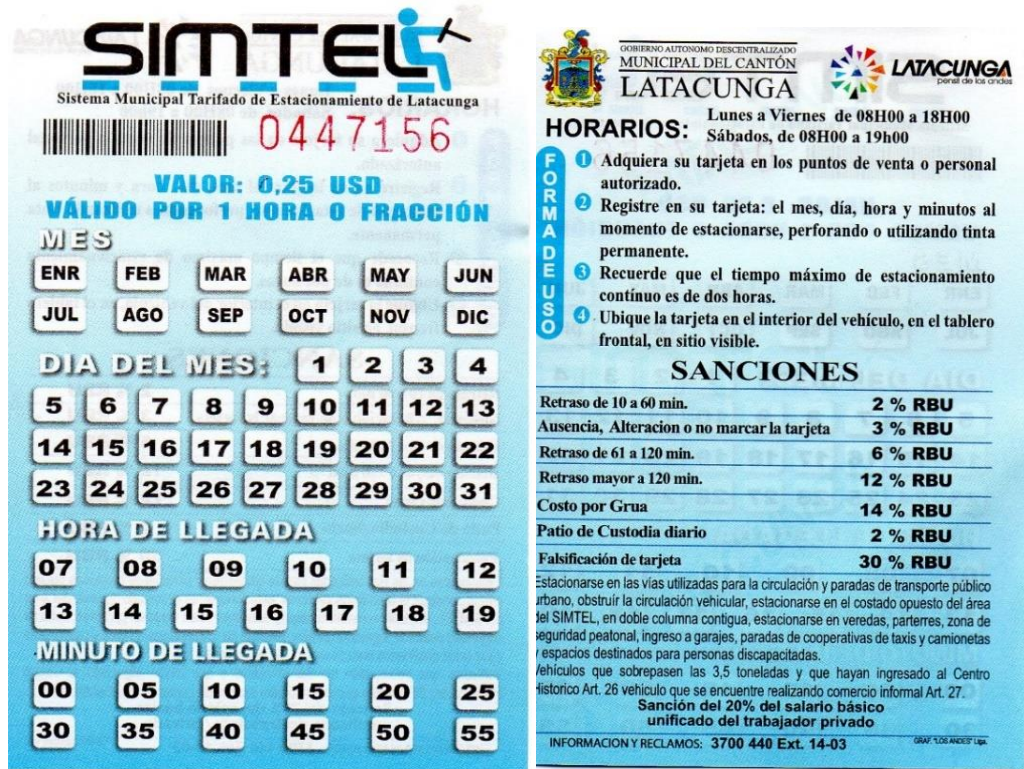 SIMTEL
Sistema Municipal Tarifado de Estacionamiento de Latacunga
0447156
VALOR: 0,25 USD
VÁLIDO POR 1 HORA O FRACCIÓN
MES
ENR FEB MAR ABR MAY JUN
JUL AGO SEP OCT NOV DIC
DIA DEL MES: 1 2 3 4
5 6 7 8 9 10 11 12 13
14 15 16 17 18 19 20 21 22
23 24 25 26 27 28 29 30 31
HORA DE LLEGADA
07 08 09 10 11 12
13 14 15 16 17 18 19
MINUTO DE LLEGADA
00 05 10 15 20 25
30 35 40 45 50 55
GOBIERNO AUTONOMO DESCENTRALIZADO
MUNICIPAL DEL CANTÓN
LATACUNGA
LATACUNGA
pensil de los andes
HORARIOS: Lunes a Viernes de 08H00 a 18H00
Sábados, de 08H00 a 19h00
FORMA DE USO
1 Adquiera su tarjeta en los puntos de venta o personal
autorizado.
2 Registre en su tarjeta: el mes, día, hora y minutos al
momento de estacionarse, perforando o utilizando tinta
permanente.
3 Recuerde que el tiempo máximo de estacionamiento
contínuo es de dos horas.
4 Ubique la tarjeta en el interior del vehículo, en el tablero
frontal, en sitio visible.
SANCIONES
Retraso de 10 a 60 min. 2 % RBU
Ausencia, Alteracion o no marcar la tarjeta 3 % RBU
Retraso de 61 a 120 min. 6 % RBU
Retraso mayor a 120 min. 12 % RBU
Costo por Grua 14 % RBU
Patio de Custodia diario 2 % RBU
Falsificación de tarjeta 30 % RBU
Estacionarse en las vías utilizadas para la circulación y paradas de transporte público
urbano, obstruír la circulación vehicular, estacionarse en el costado opuesto del área
del SIMTEL, en doble columna contigua, estacionarse en veredas, parterres, zona de
seguridad peatonal, ingreso a garajes, paradas de cooperativas de taxis y camionetas
y espacios destinados para personas discapacitadas.
Vehículos que sobrepasen las 3,5 toneladas y que hayan ingresado al Centro
Historico Art. 26 vehiculo que se encuentre realizando comercio informal Art. 27.
Sanción del 20% del salario básico
unificado del trabajador privado
INFORMACION Y RECLAMOS: 3700 440 Ext. 14-03
GRAF. "LOS ANDES" Ltga.